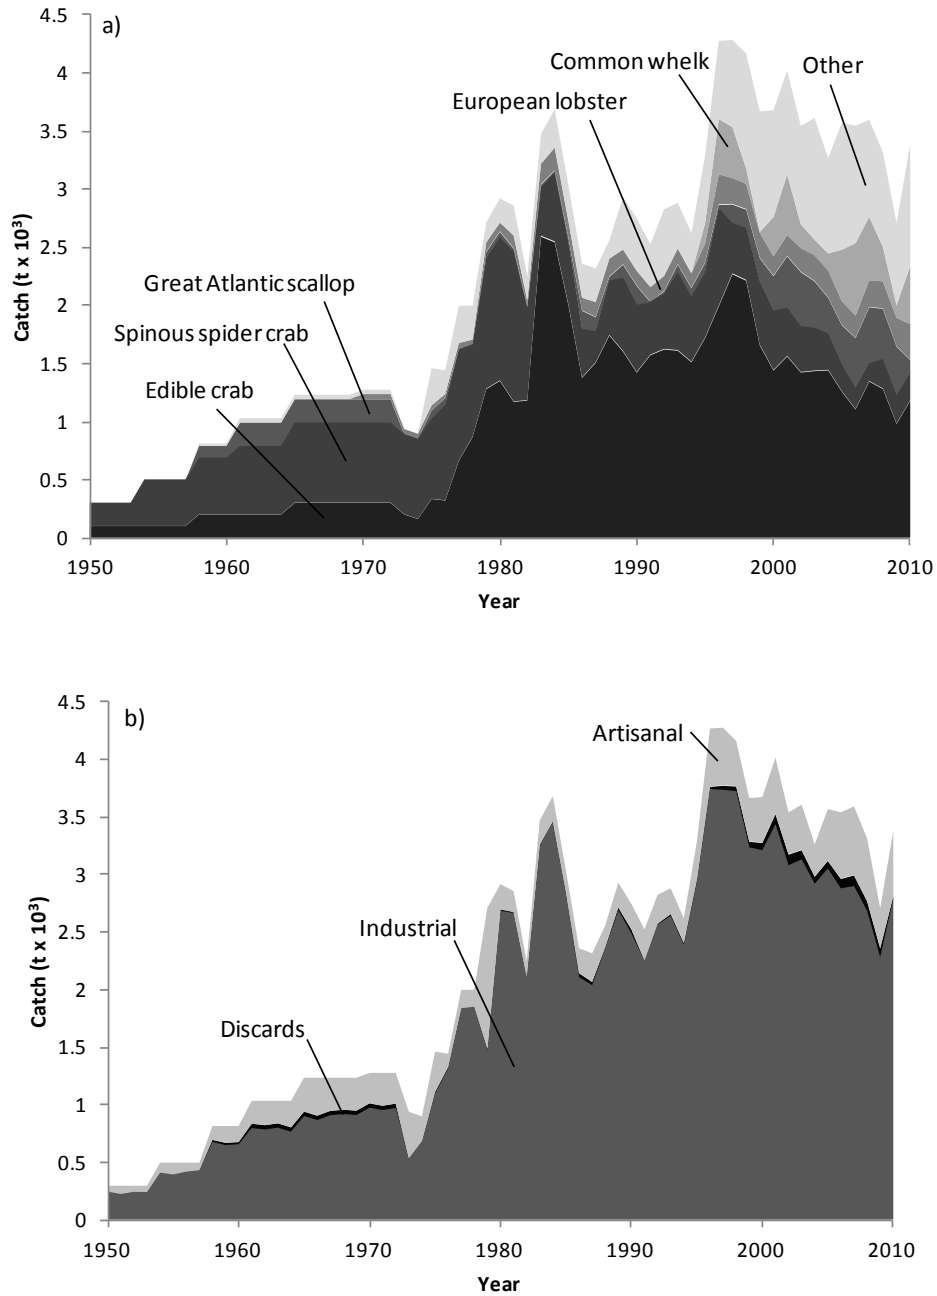 a)
4.5
4
3.5
3
2.5
2
1.5
1
0.5
0
Catch (t x 10³)
Common whelk
Other
European lobster
Great Atlantic scallop
Spinous spider crab
Edible crab
1950 1960 1970 1980 1990 2000 2010
Year
b)
4.5
4
3.5
3
2.5
2
1.5
1
0.5
0
Catch (t x 10³)
Artisanal
Industrial
Discards
1950 1960 1970 1980 1990 2000 2010
Year